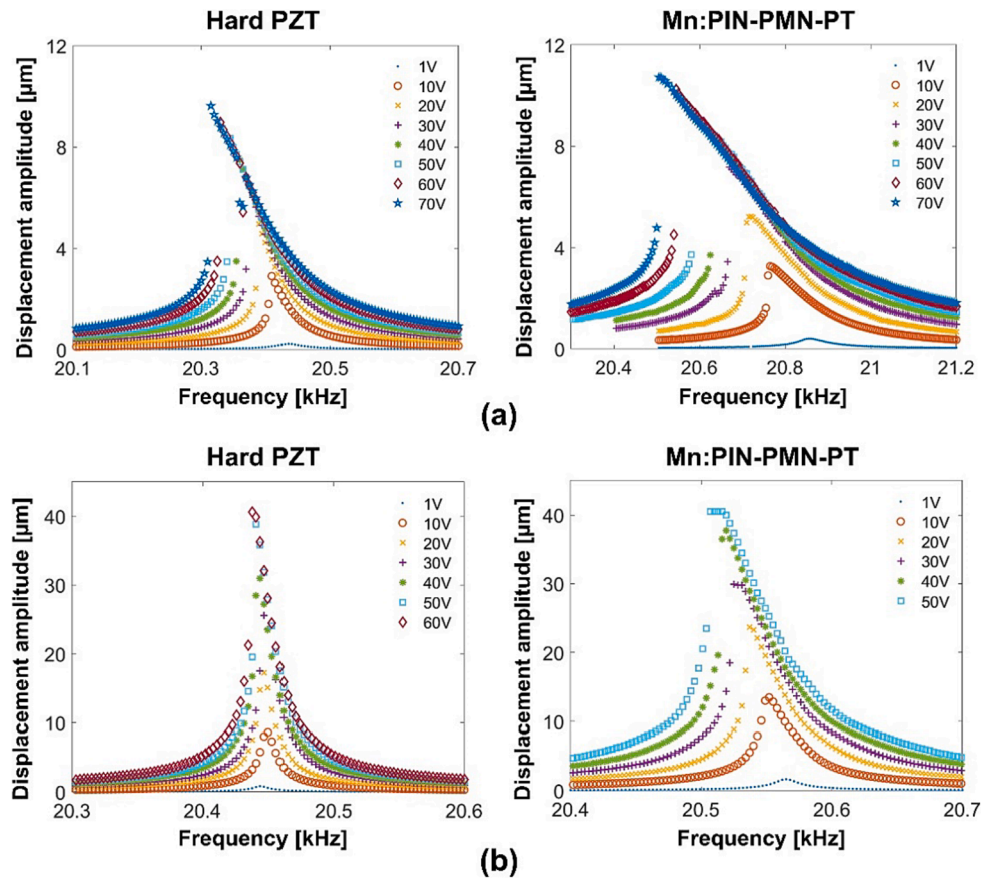 Hard PZT
Mn:PIN-PMN-PT
Displacement amplitude [μm]
12
8
4
0
1V
10V
20V
30V
40V
50V
60V
70V
20.1
20.3
20.5
20.7
Frequency [kHz]
Displacement amplitude [μm]
12
8
4
0
1V
10V
20V
30V
40V
50V
60V
70V
20.4
20.6
20.8
21
21.2
Frequency [kHz]
(a)
Hard PZT
Mn:PIN-PMN-PT
Displacement amplitude [μm]
40
30
20
10
0
1V
10V
20V
30V
40V
50V
60V
20.3
20.4
20.5
20.6
Frequency [kHz]
Displacement amplitude [μm]
40
30
20
10
0
1V
10V
20V
30V
40V
50V
20.4
20.5
20.6
20.7
Frequency [kHz]
(b)